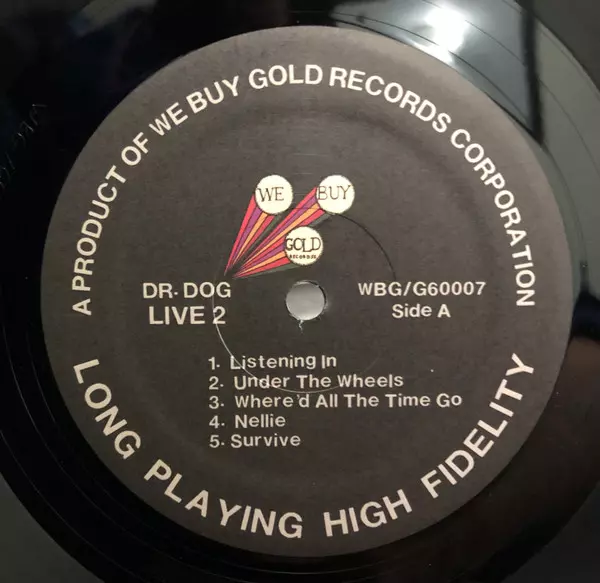 A PRODUCT OF WE BUY GOLD RECORDS CORPORATION
WE BUY
GOLD
RECORDS
DR. DOG
LIVE 2
WBG/G60007
Side A
1. Listening In
2. Under The Wheels
3. Where'd All The Time Go
4. Nellie
5. Survive
LONG PLAYING HIGH FIDELITY